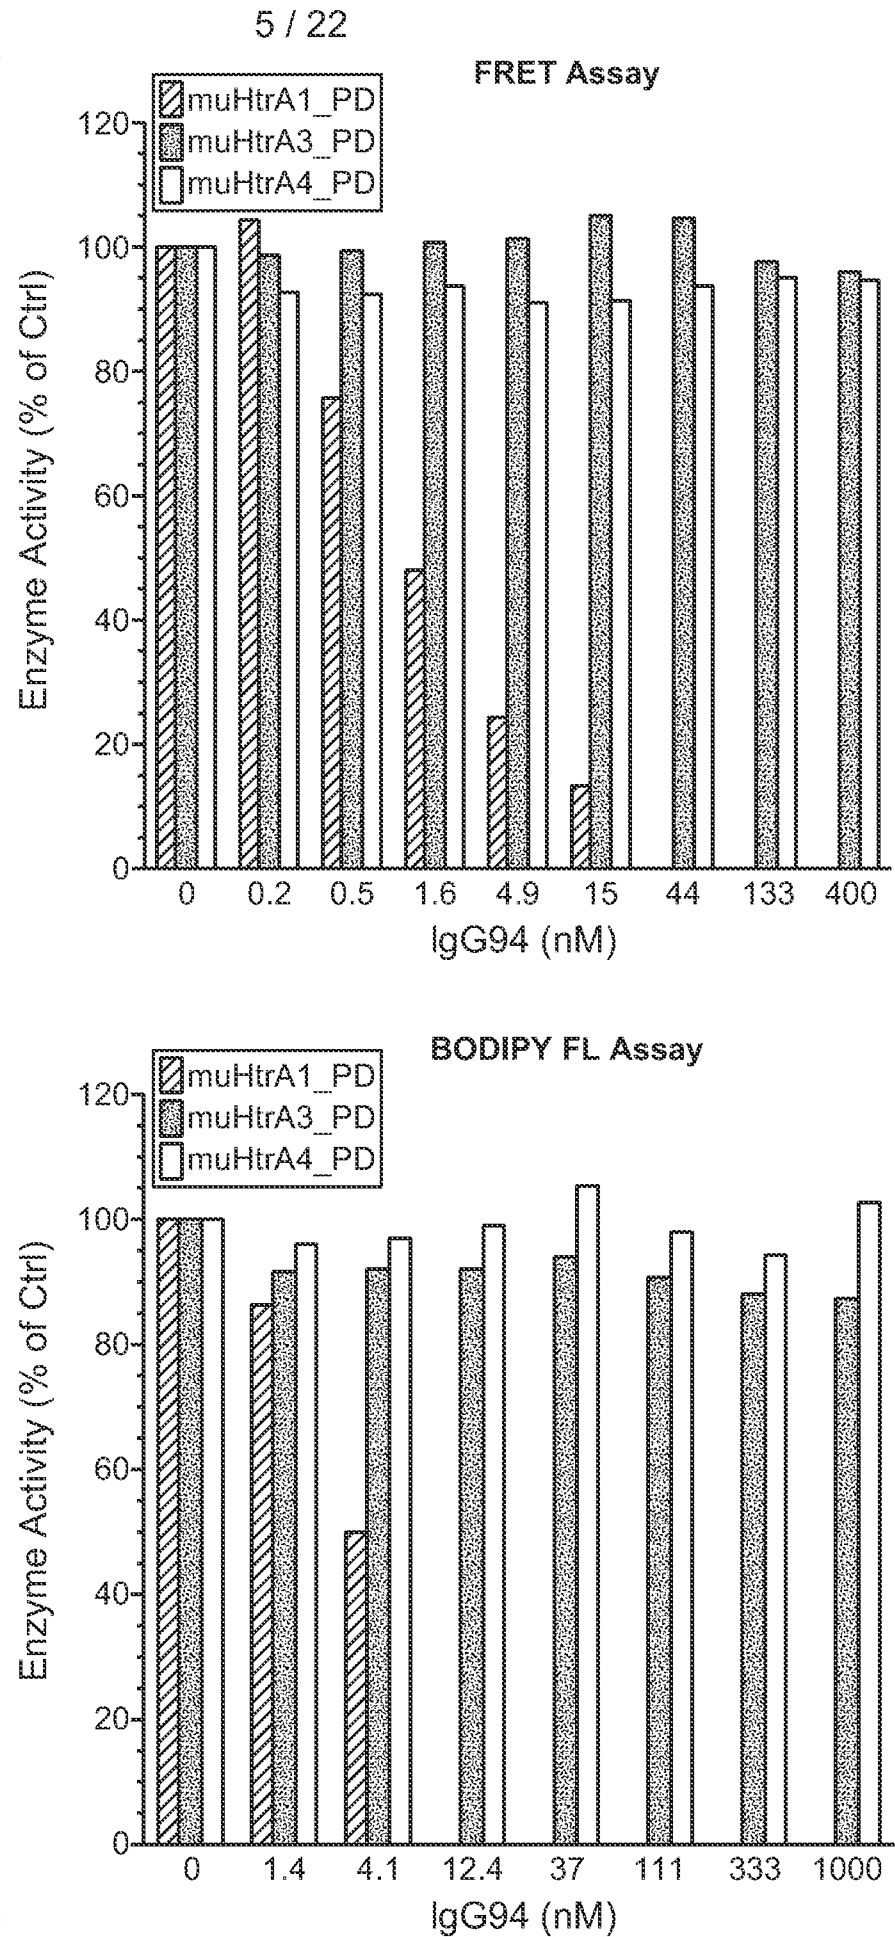 5 / 22
FRET Assay
muHtrA1_PD
muHtrA3_PD
muHtrA4_PD
120
100
80
60
40
20
0
Enzyme Activity (% of Ctrl)
0 0.2 0.5 1.6 4.9 15 44 133 400
IgG94 (nM)
BODIPY FL Assay
muHtrA1_PD
muHtrA3_PD
muHtrA4_PD
120
100
80
60
40
20
0
Enzyme Activity (% of Ctrl)
0 1.4 4.1 12.4 37 111 333 1000
IgG94 (nM)